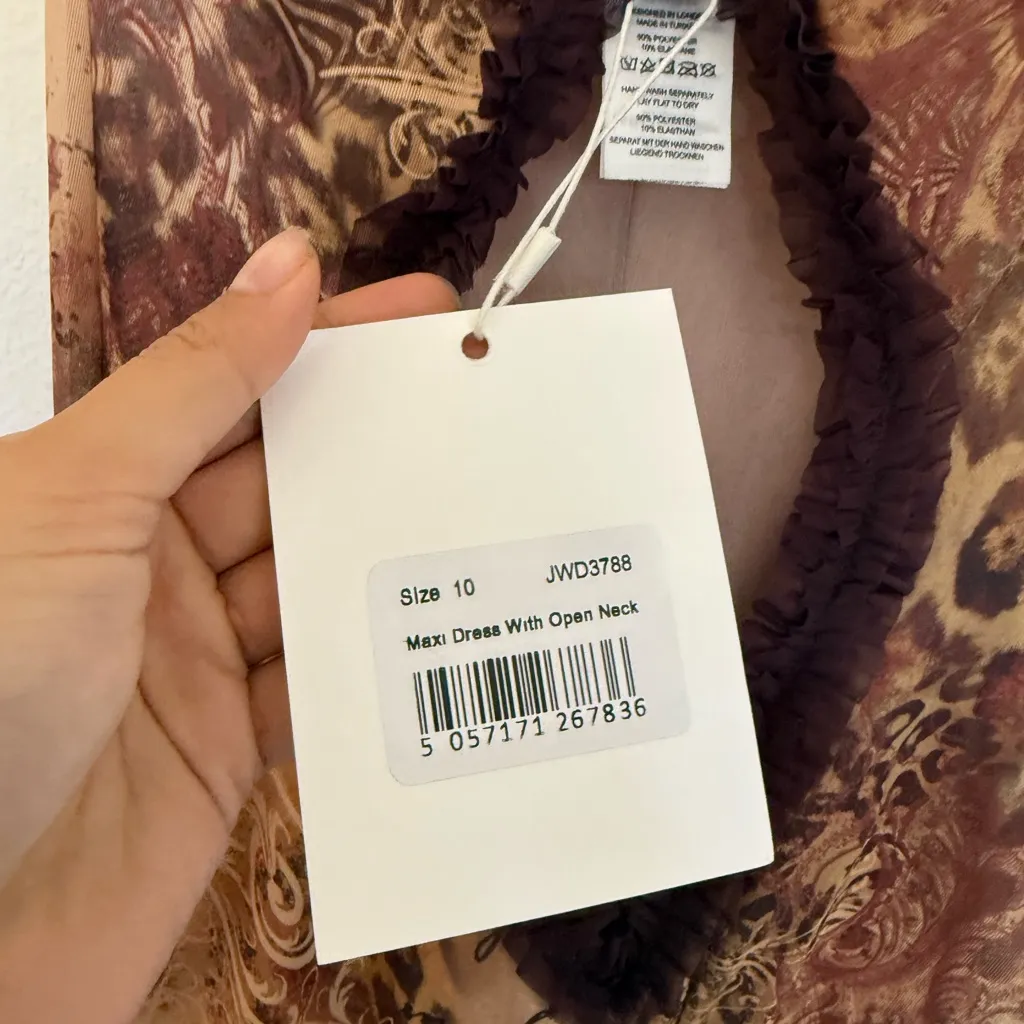 DESIGNED IN LONDON
MADE IN TURKEY
90% POLYESTER
10% ELASTANE
HAND WASH SEPARATELY
LAY FLAT TO DRY
90% POLYESTER
10% ELASTHAN
SEPARAT MIT DER HAND WASCHEN
LIEGEND TROCKNEN
Size 10 JWD3788
Maxi Dress With Open Neck
5 057171 267836